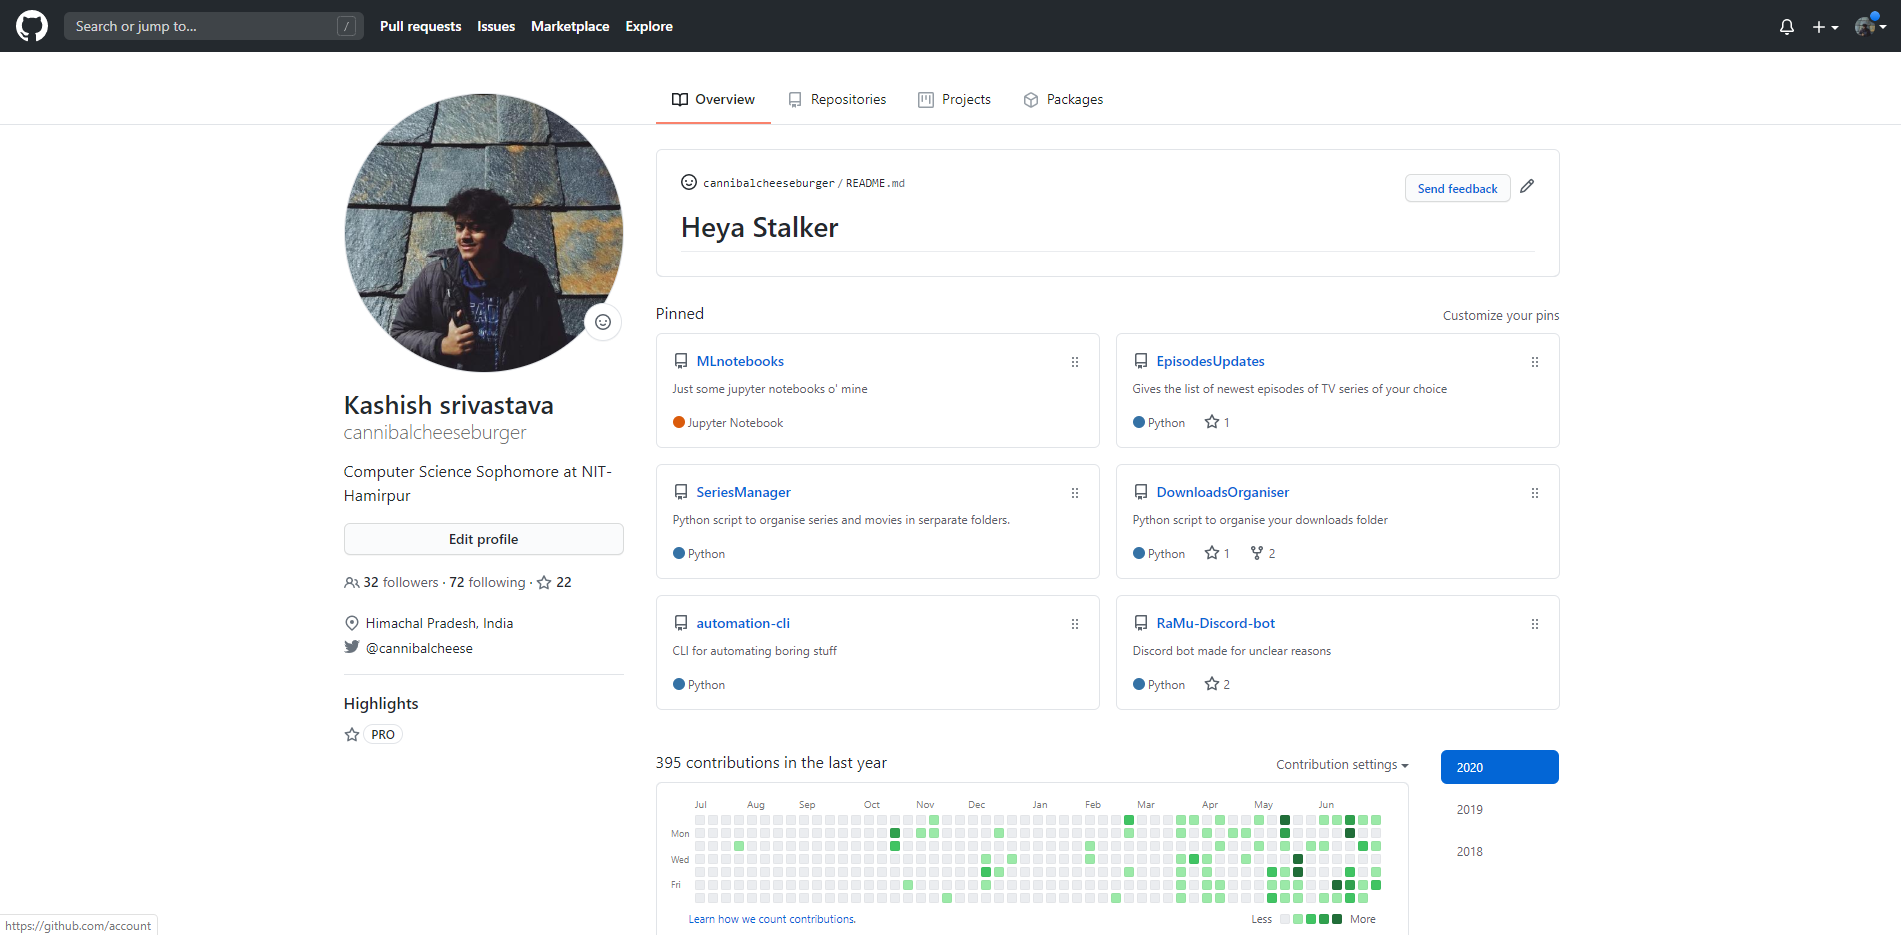 Search or jump to...
/
Pull requests
Issues
Marketplace
Explore
Overview
Repositories
Projects
Packages
cannibalcheeseburger / README.md
Send feedback
Heya Stalker
Kashish srivastava
cannibalcheeseburger
Computer Science Sophomore at NIT-
Hamirpur
Edit profile
32 followers · 72 following · 22
Himachal Pradesh, India
@cannibalcheese
Highlights
PRO
Pinned
Customize your pins
MLnotebooks
Just some jupyter notebooks o' mine
Jupyter Notebook
EpisodesUpdates
Gives the list of newest episodes of TV series of your choice
Python 1
SeriesManager
Python script to organise series and movies in serparate folders.
Python
DownloadsOrganiser
Python script to organise your downloads folder
Python 1 2
automation-cli
CLI for automating boring stuff
Python
RaMu-Discord-bot
Discord bot made for unclear reasons
Python 2
395 contributions in the last year
Contribution settings
2020
2019
2018
Jul Aug Sep Oct Nov Dec Jan Feb Mar Apr May Jun
Mon
Wed
Fri
Learn how we count contributions.
Less More
https://github.com/account